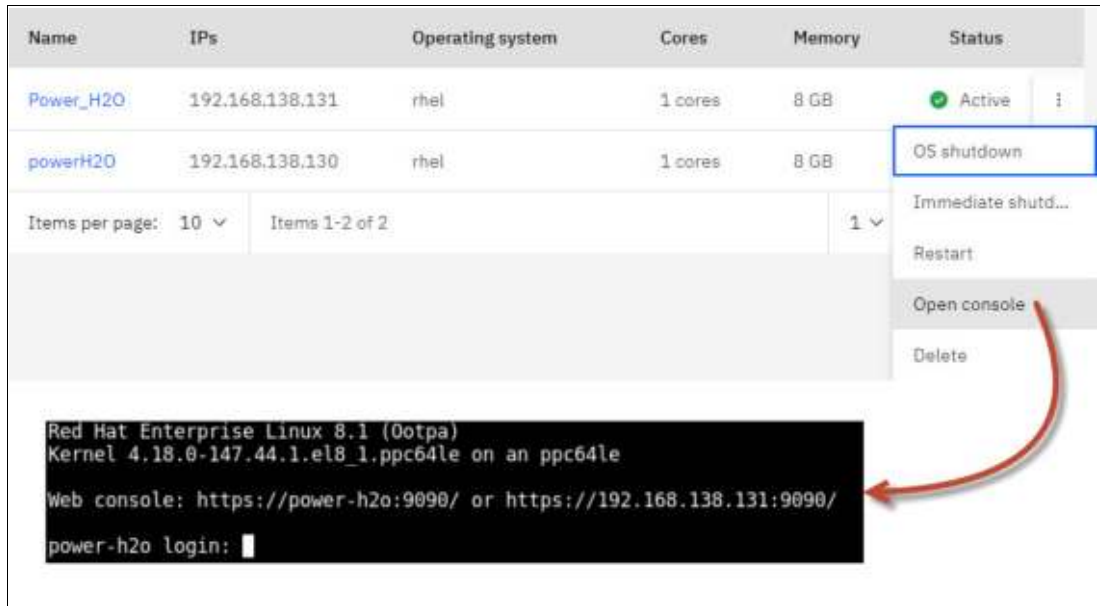 Name IPs Operating system Cores Memory Status
Power_H2O 192.168.138.131 rhel 1 cores 8 GB Active
powerH2O 192.168.138.130 rhel 1 cores 8 GB
Items per page: 10 Items 1-2 of 2 1
OS shutdown
Immediate shutd...
Restart
Open console
Delete
Red Hat Enterprise Linux 8.1 (Ootpa)
Kernel 4.18.0-147.44.1.el8_1.ppc64le on an ppc64le
Web console: https://power-h2o:9090/ or https://192.168.138.131:9090/
power-h2o login: